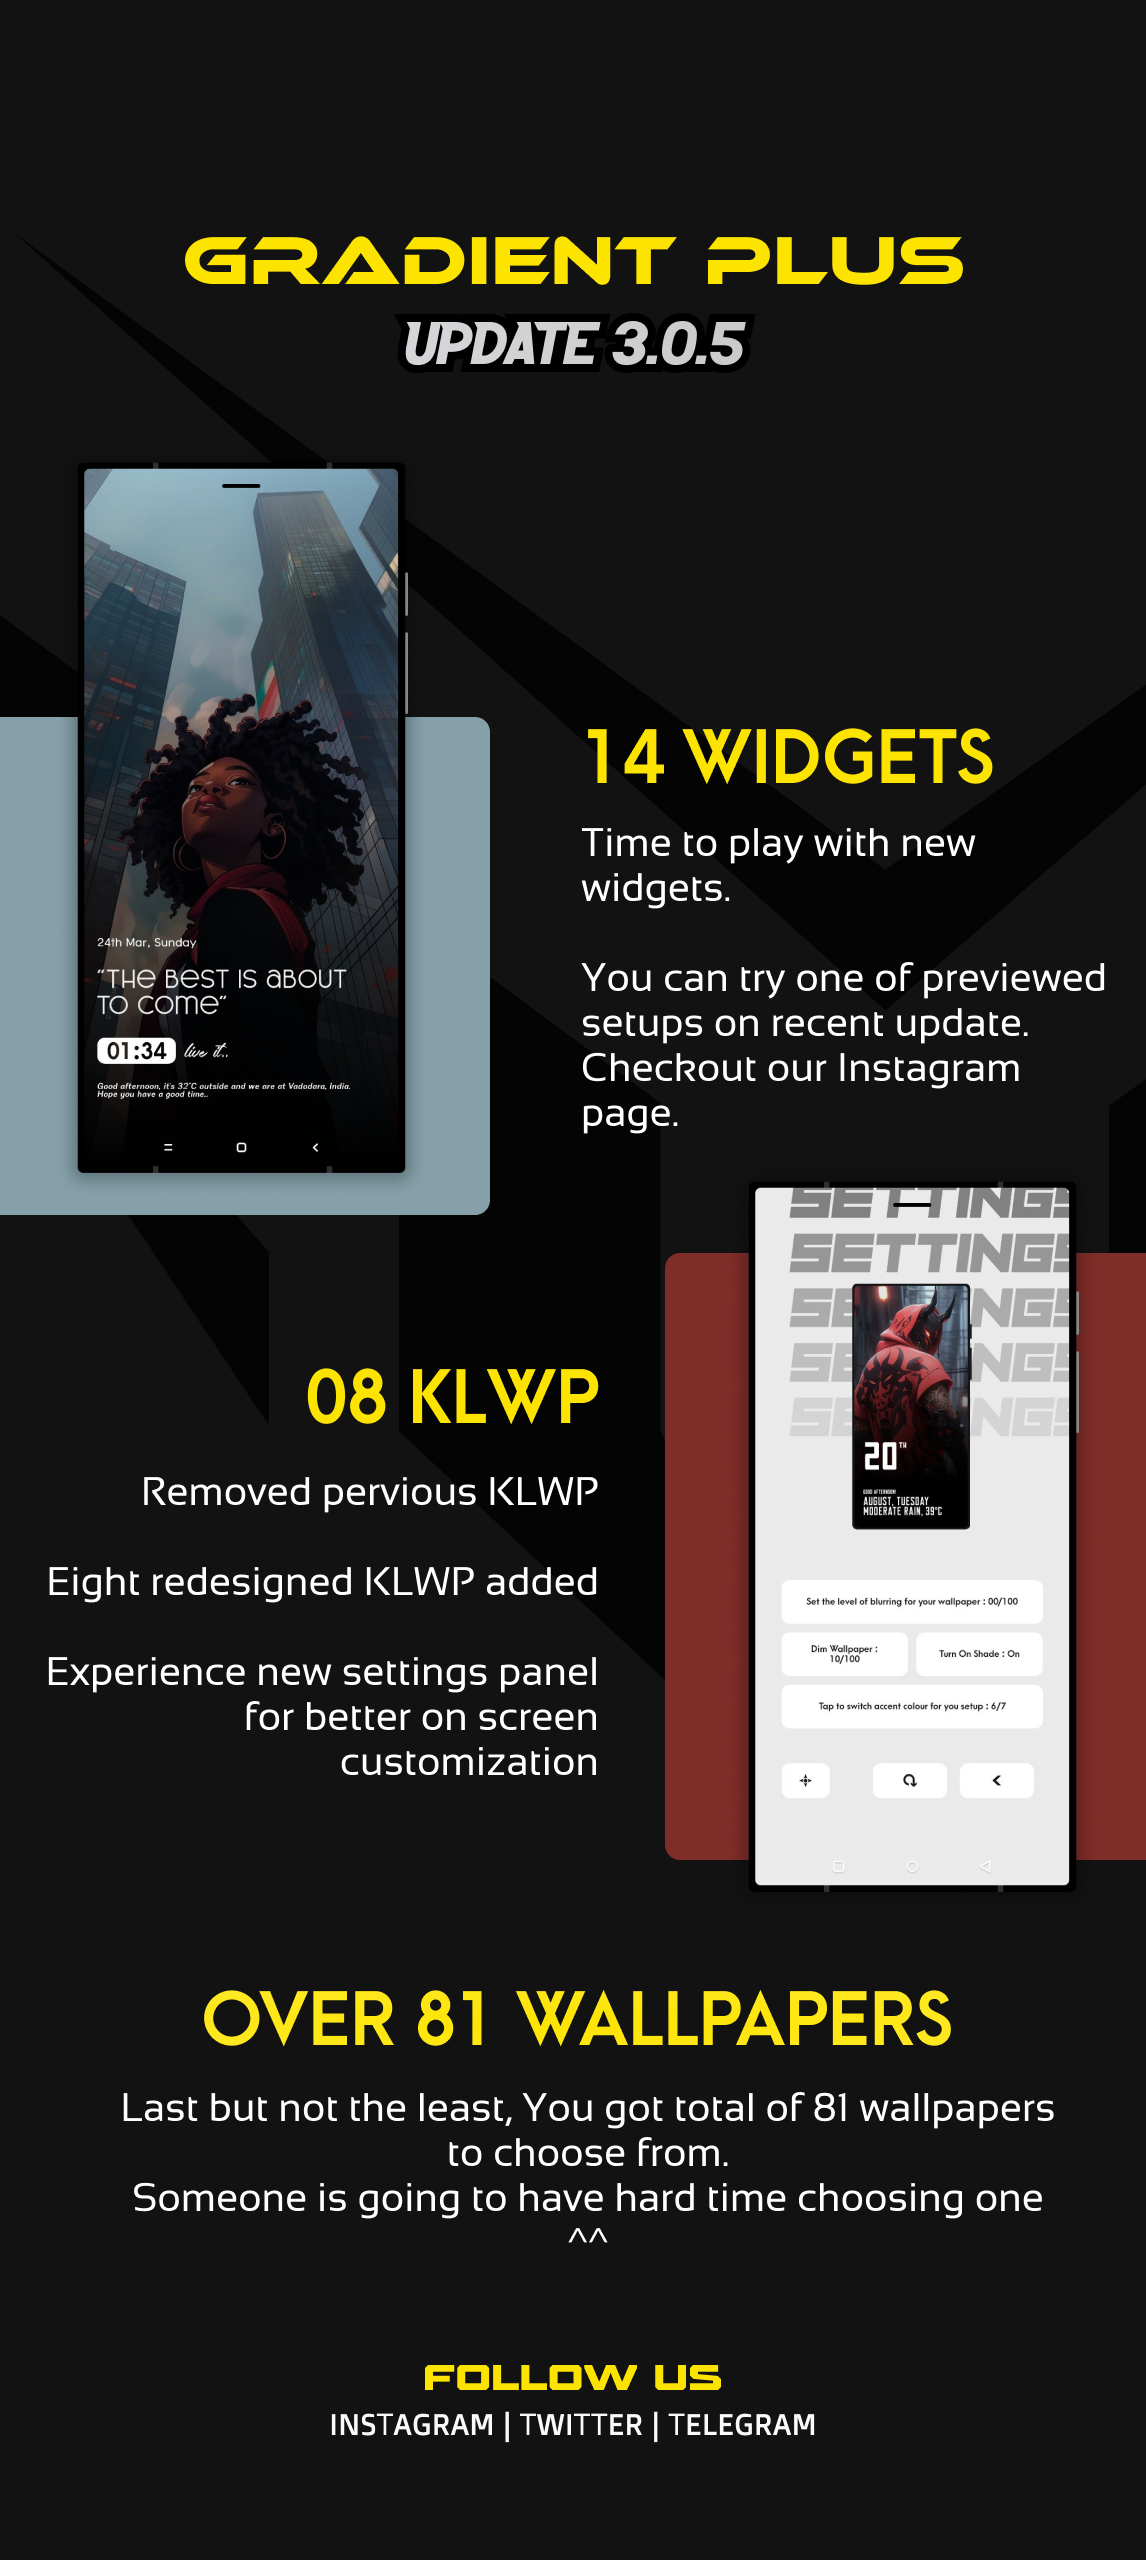 GRADIENT PLUS
UPDATE 3.0.5
24th Mar, Sunday
"THE BEST IS ABOUT
TO COME"
01:34 live it..
Good afternoon, it's 32°C outside and we are at Vadodara, India.
Hope you have a good time..
14 WIDGETS
Time to play with new
widgets.
You can try one of previewed
setups on recent update.
Checkout our Instagram
page.
SETTINGS
SETTINGS
SETTINGS
SETTINGS
SETTINGS
20TH
GOOD AFTERNOON!
AUGUST, TUESDAY
MODERATE RAIN, 39°C
Set the level of blurring for your wallpaper : 00/100
Dim Wallpaper :
10/100
Turn On Shade : On
Tap to switch accent colour for you setup : 6/7
08 KLWP
Removed pervious KLWP
Eight redesigned KLWP added
Experience new settings panel
for better on screen
customization
OVER 81 WALLPAPERS
Last but not the least, You got total of 81 wallpapers
to choose from.
Someone is going to have hard time choosing one
^^
FOLLOW US
INSTAGRAM | TWITTER | TELEGRAM